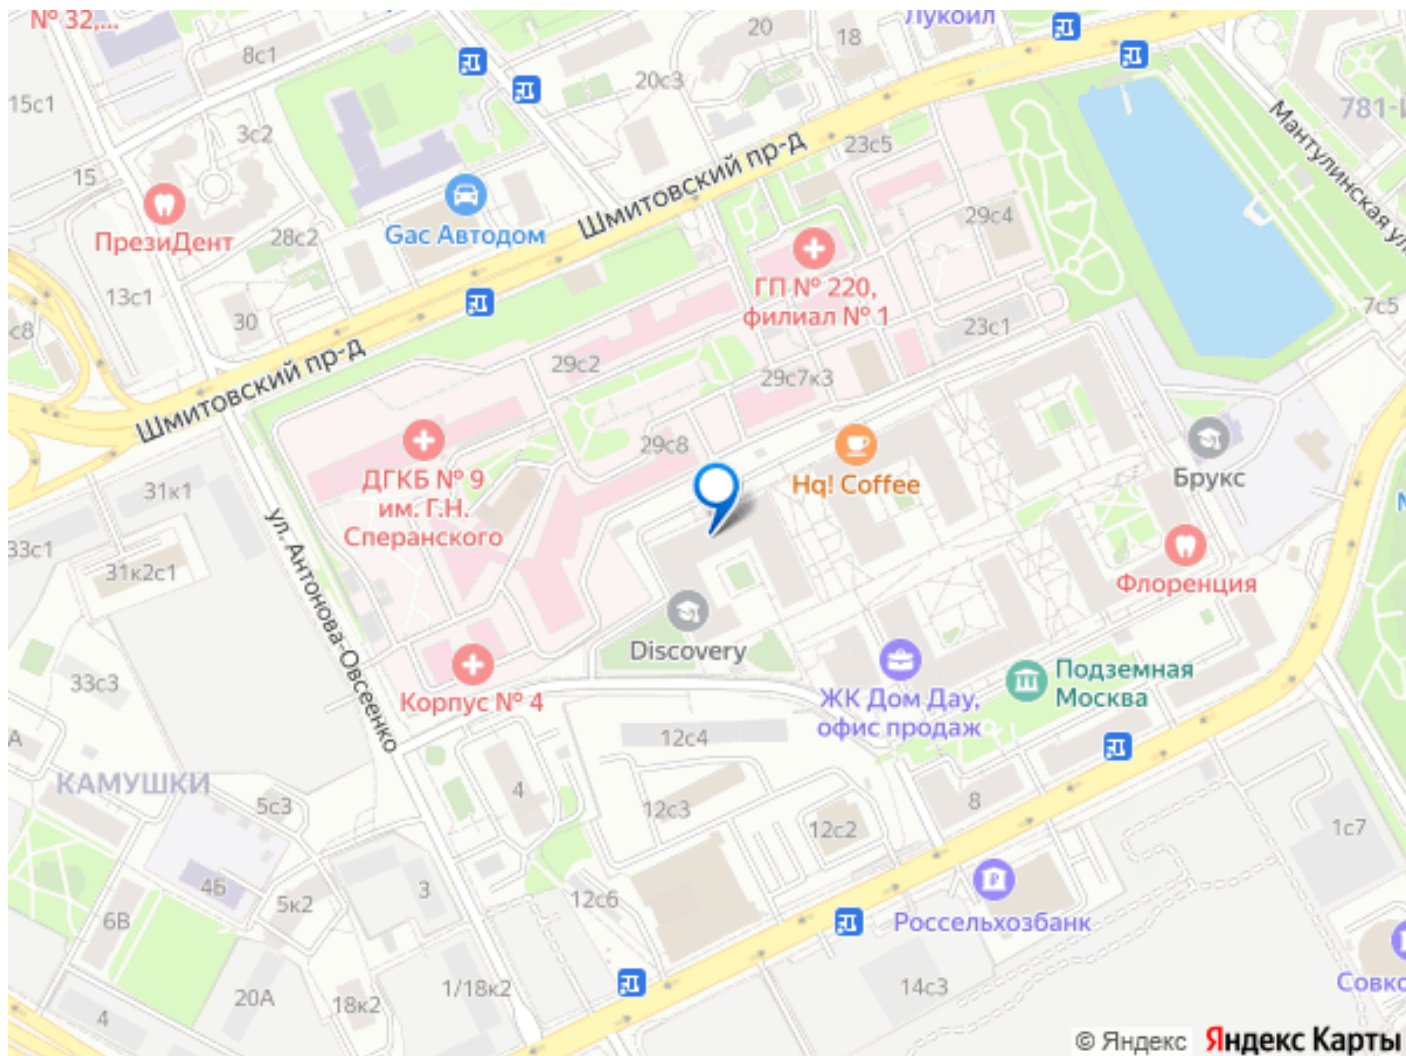 № 32,...
8с1
20
18
Лукойл
15с1
20с3
781-
3с2
23с5
Мантулинская ул.
15
Шмитовский пр-д
29с4
ПрезиДент
28с2
Gac Автодом
ГП № 220,
филиал № 1
13с1
30
23с1
7с5
с8
Шмитовский пр-д
29с2
29с7к3
29с8
ДГКБ № 9
им. Г.Н.
Сперанского
Hq! Coffee
Брукс
31к1
33с1
31к2с1
ул. Антонова-Овсеенко
Флоренция
Discovery
33с3
Корпус № 4
ЖК Дом Дау,
офис продаж
Подземная
Москва
12с4
КАМУШКИ
5с3
4
12с3
12с2
8
1с7
4Б
5к2
3
12с6
6В
Россельхозбанк
20А
18к2
1/18к2
14с3
Совко
4
© Яндекс Яндекс Карты